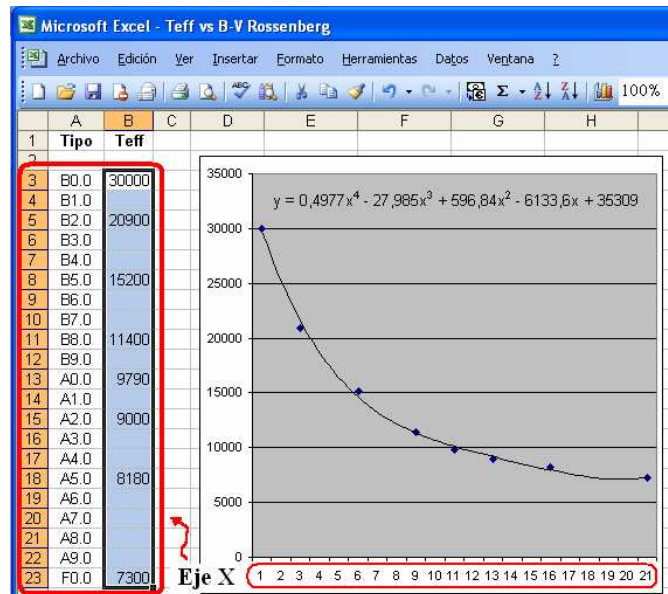 Microsoft Excel - Teff vs B-V Rossenberg
Archivo Edición Ver Insertar Formato Herramientas Datos Ventana ?
ABC Σ A Z Z A 100%
A B C D E F G H
1 Tipo Teff
2
3 B0.0 30000
4 B1.0
5 B2.0 20900
6 B3.0
7 B4.0
8 B5.0 15200
9 B6.0
10 B7.0
11 B8.0 11400
12 B9.0
13 A0.0 9790
14 A1.0
15 A2.0 9000
16 A3.0
17 A4.0
18 A5.0 8180
19 A6.0
20 A7.0
21 A8.0
22 A9.0
23 F0.0 7300
35000
30000
25000
20000
15000
10000
5000
0
y = 0,4977x⁴ - 27,985x³ + 596,84x² - 6133,6x + 35309
Eje X
1 2 3 4 5 6 7 8 9 10 11 12 13 14 15 16 17 18 19 20 21